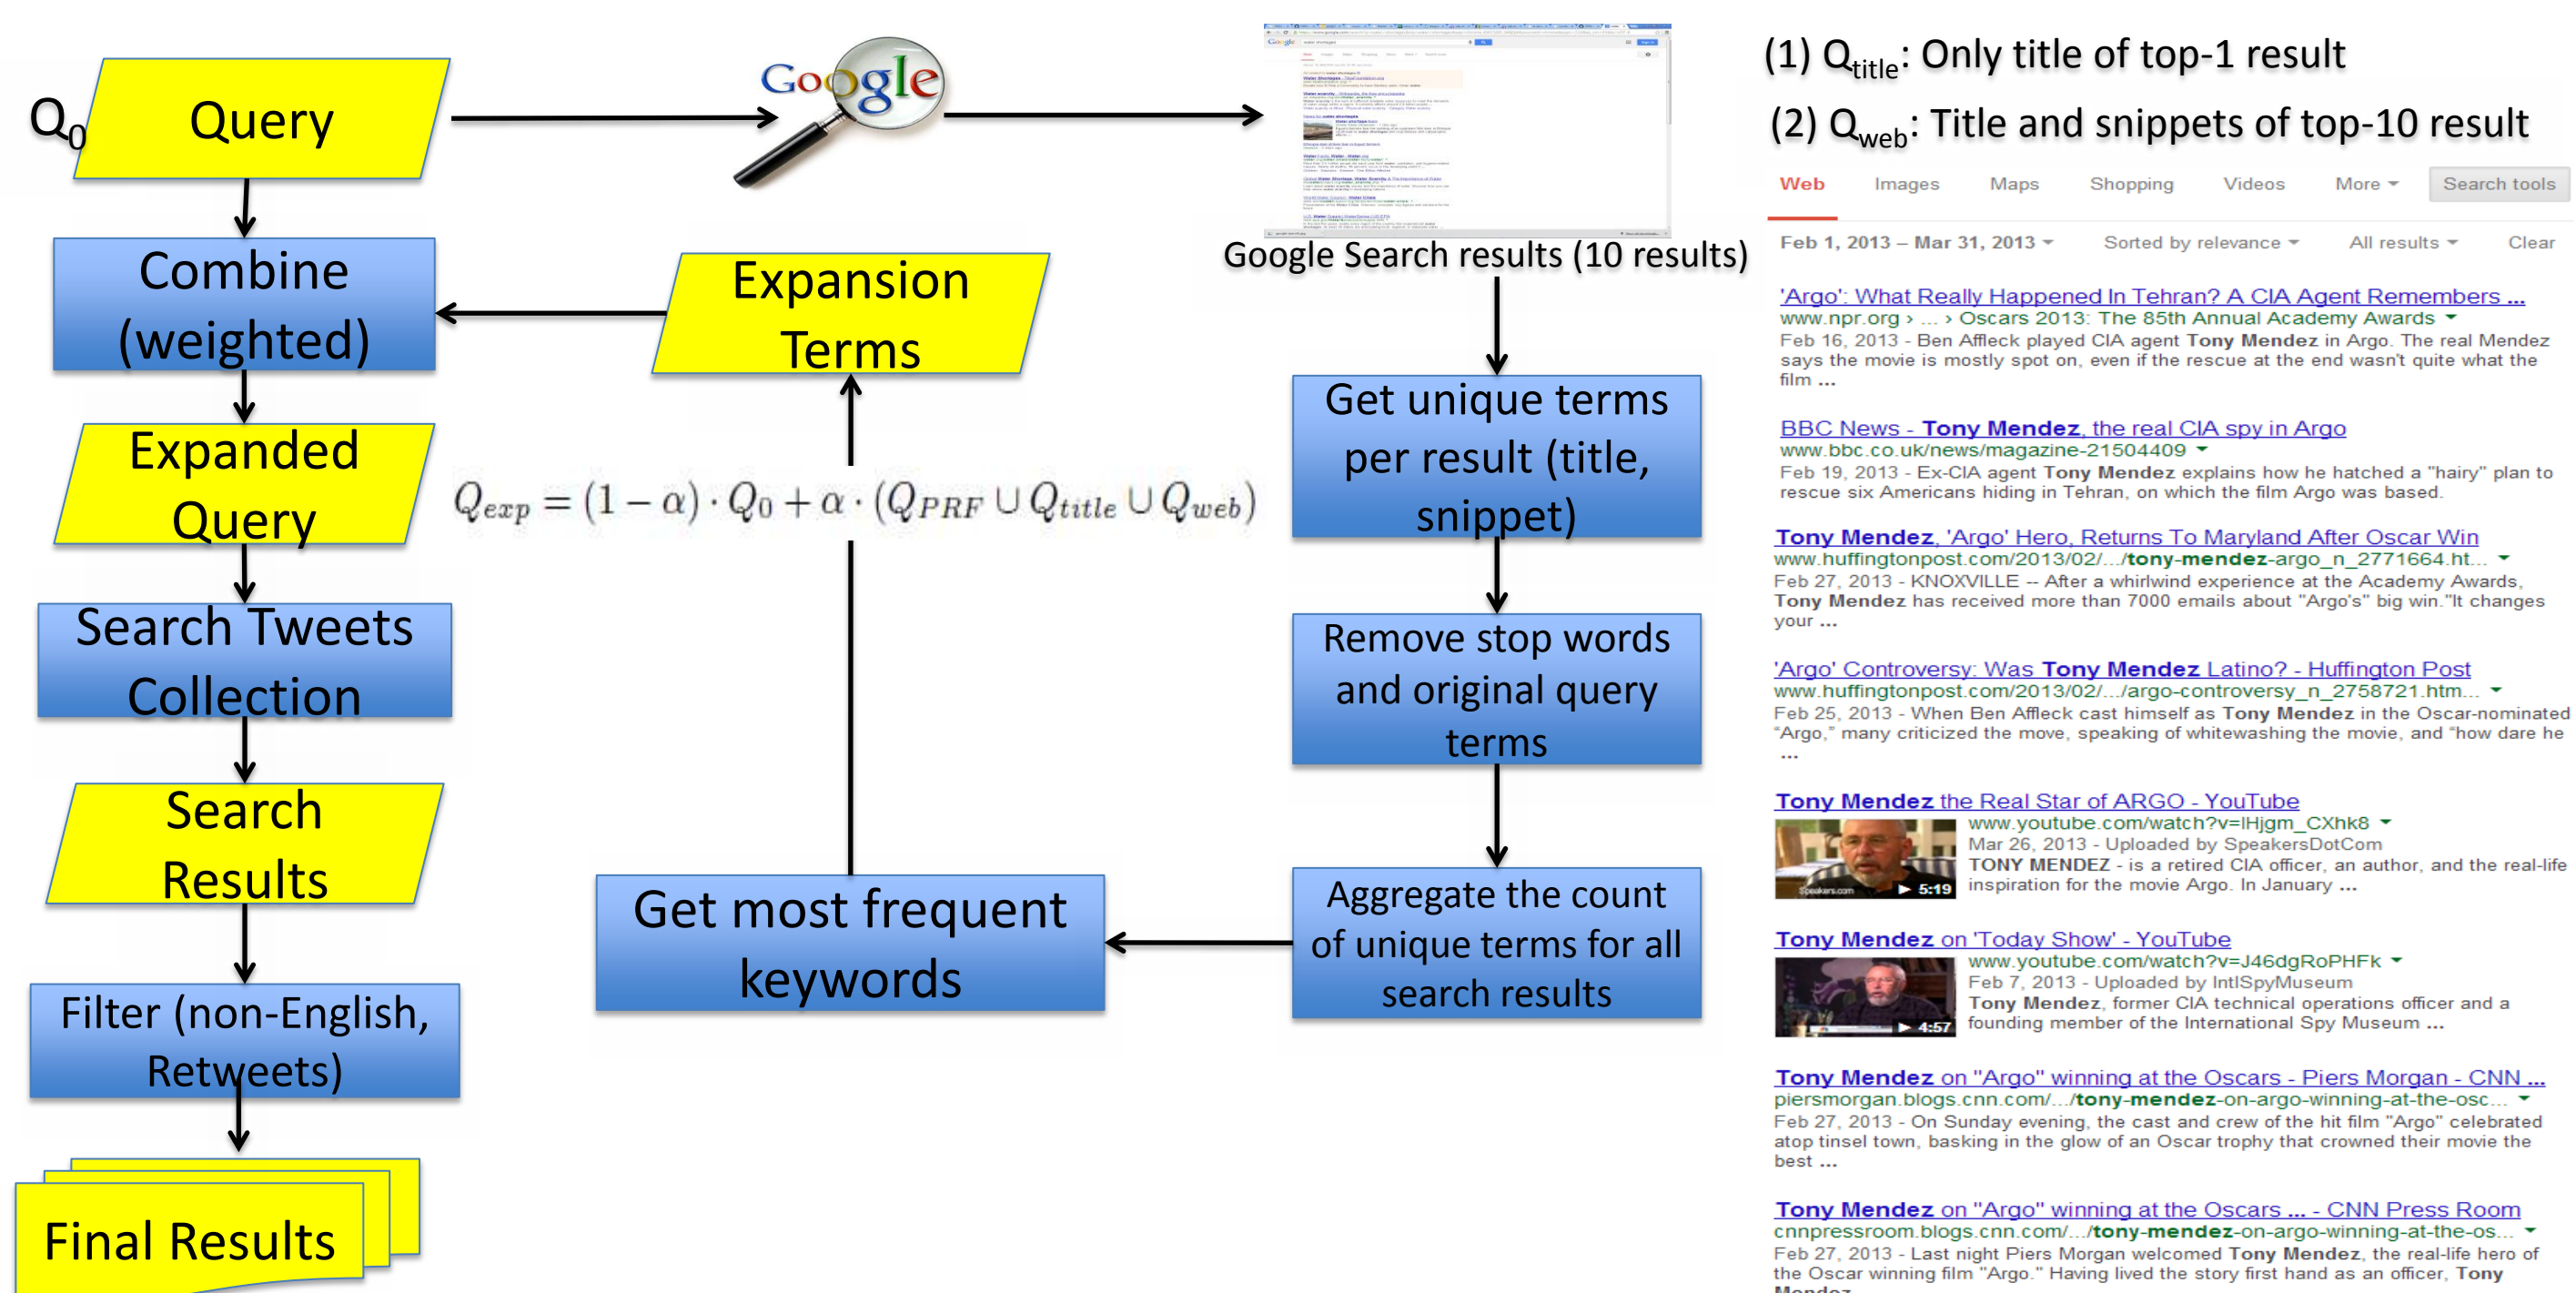 Q0
Query
Google
Google Search results (10 results)
Combine
(weighted)
Expansion
Terms
Expanded
Query
Qexp = (1 − α) · Q0 + α · (QPRF ∪ Qtitle ∪ Qweb)
Search Tweets
Collection
Search
Results
Filter (non-English,
Retweets)
Final Results
Get unique terms
per result (title,
snippet)
Remove stop words
and original query
terms
Aggregate the count
of unique terms for all
search results
Get most frequent
keywords
(1) Qtitle: Only title of top-1 result
(2) Qweb: Title and snippets of top-10 result
Web Images Maps Shopping Videos More Search tools
Feb 1, 2013 – Mar 31, 2013 Sorted by relevance All results Clear
'Argo': What Really Happened In Tehran? A CIA Agent Remembers ...
www.npr.org › ... › Oscars 2013: The 85th Annual Academy Awards
Feb 16, 2013 - Ben Affleck played CIA agent Tony Mendez in Argo. The real Mendez
says the movie is mostly spot on, even if the rescue at the end wasn't quite what the
film ...
BBC News - Tony Mendez, the real CIA spy in Argo
www.bbc.co.uk/news/magazine-21504409
Feb 19, 2013 - Ex-CIA agent Tony Mendez explains how he hatched a "hairy" plan to
rescue six Americans hiding in Tehran, on which the film Argo was based.
Tony Mendez, 'Argo' Hero, Returns To Maryland After Oscar Win
www.huffingtonpost.com/2013/02/.../tony-mendez-argo_n_2771664.ht...
Feb 27, 2013 - KNOXVILLE -- After a whirlwind experience at the Academy Awards,
Tony Mendez has received more than 7000 emails about "Argo's" big win."It changes
your ...
'Argo' Controversy: Was Tony Mendez Latino? - Huffington Post
www.huffingtonpost.com/2013/02/.../argo-controversy_n_2758721.htm...
Feb 25, 2013 - When Ben Affleck cast himself as Tony Mendez in the Oscar-nominated
“Argo,” many criticized the move, speaking of whitewashing the movie, and “how dare he
...
Tony Mendez the Real Star of ARGO - YouTube
www.youtube.com/watch?v=lHjgm_CXhk8
Mar 26, 2013 - Uploaded by SpeakersDotCom
TONY MENDEZ - is a retired CIA officer, an author, and the real-life
inspiration for the movie Argo. In January ...
Speakers.com 5:19
Tony Mendez on 'Today Show' - YouTube
www.youtube.com/watch?v=J46dgRoPHFk
Feb 7, 2013 - Uploaded by IntlSpyMuseum
Tony Mendez, former CIA technical operations officer and a
founding member of the International Spy Museum ...
4:57
Tony Mendez on "Argo" winning at the Oscars - Piers Morgan - CNN ...
piersmorgan.blogs.cnn.com/.../tony-mendez-on-argo-winning-at-the-osc...
Feb 27, 2013 - On Sunday evening, the cast and crew of the hit film "Argo" celebrated
atop tinsel town, basking in the glow of an Oscar trophy that crowned their movie the
best ...
Tony Mendez on "Argo" winning at the Oscars ... - CNN Press Room
cnnpressroom.blogs.cnn.com/.../tony-mendez-on-argo-winning-at-the-os...
Feb 27, 2013 - Last night Piers Morgan welcomed Tony Mendez, the real-life hero of
the Oscar winning film "Argo." Having lived the story first hand as an officer, Tony
Mendez